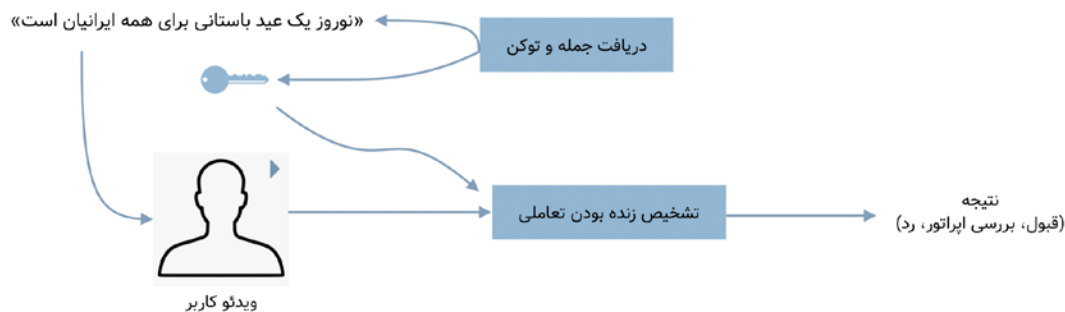 «نوروز یک عید باستانی برای همه ایرانیان است»
دریافت جمله و توکن
تشخیص زنده بودن تعاملی
نتیجه
(قبول، بررسی اپراتور، رد)
ویدئو کاربر